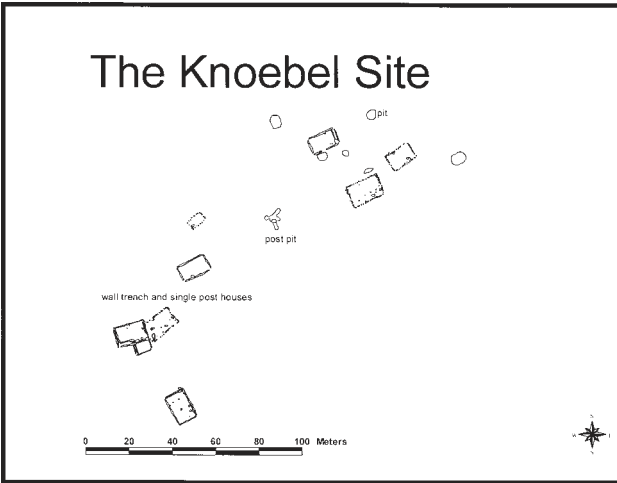 The Knoebel Site
pit
post pit
wall trench and single post houses
0 20 40 60 80 100 Meters
N
W